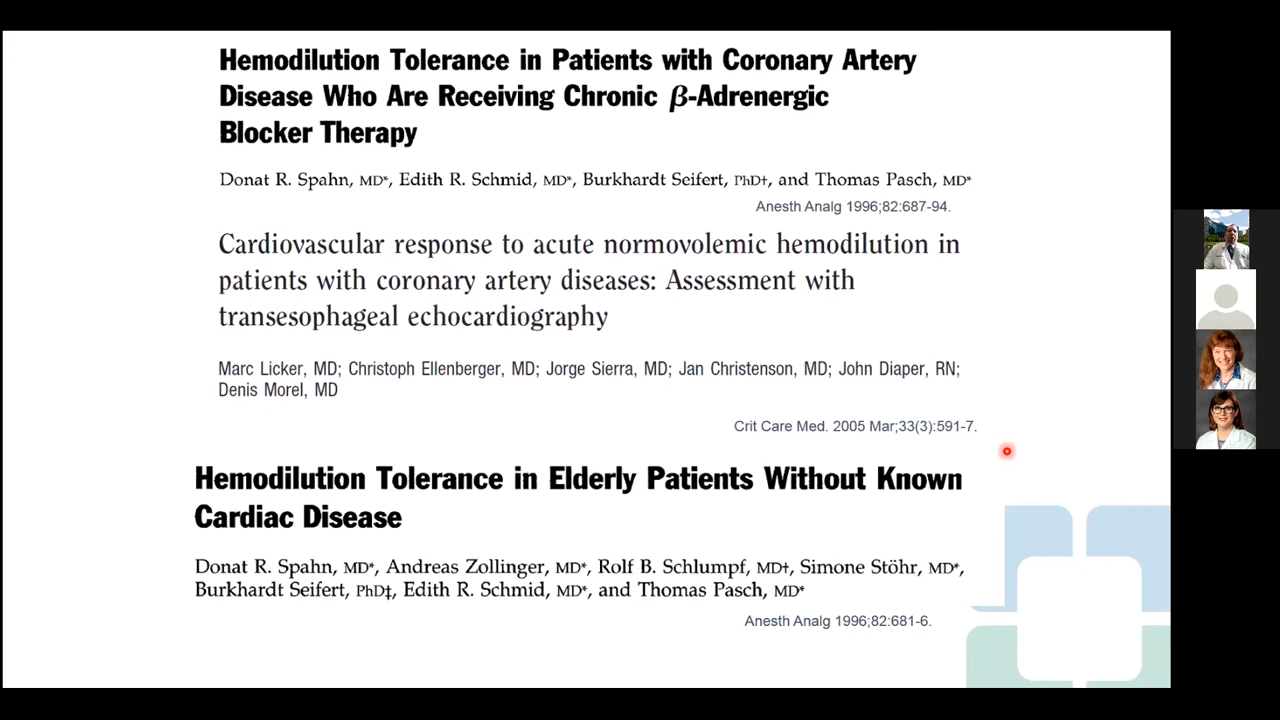 Hemodilution Tolerance in Patients with Coronary Artery
Disease Who Are Receiving Chronic β-Adrenergic
Blocker Therapy
Donat R. Spahn, MD*, Edith R. Schmid, MD*, Burkhardt Seifert, PhD†, and Thomas Pasch, MD*
Anesth Analg 1996;82:687-94.
Cardiovascular response to acute normovolemic hemodilution in
patients with coronary artery diseases: Assessment with
transesophageal echocardiography
Marc Licker, MD; Christoph Ellenberger, MD; Jorge Sierra, MD; Jan Christenson, MD; John Diaper, RN;
Denis Morel, MD
Crit Care Med. 2005 Mar;33(3):591-7.
Hemodilution Tolerance in Elderly Patients Without Known
Cardiac Disease
Donat R. Spahn, MD*, Andreas Zollinger, MD*, Rolf B. Schlumpf, MD†, Simone Stöhr, MD*,
Burkhardt Seifert, PhD‡, Edith R. Schmid, MD*, and Thomas Pasch, MD*
Anesth Analg 1996;82:681-6.